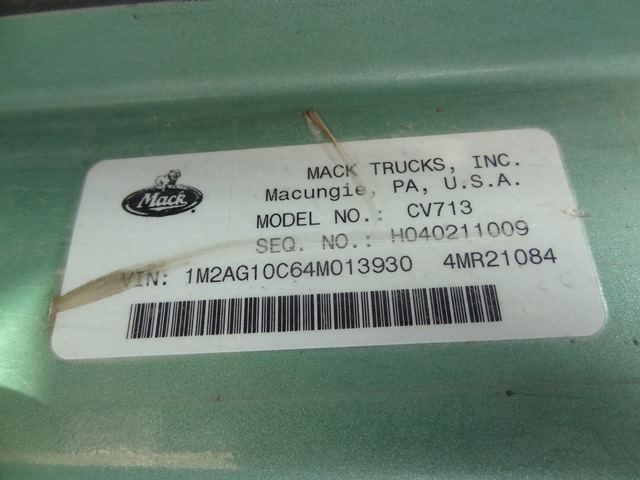 Mack
MACK TRUCKS, INC.
Macungie, PA, U.S.A.
MODEL NO.: CV713
SEQ. NO.: H040211009
VIN: 1M2AG10C64M013930 4MR21084